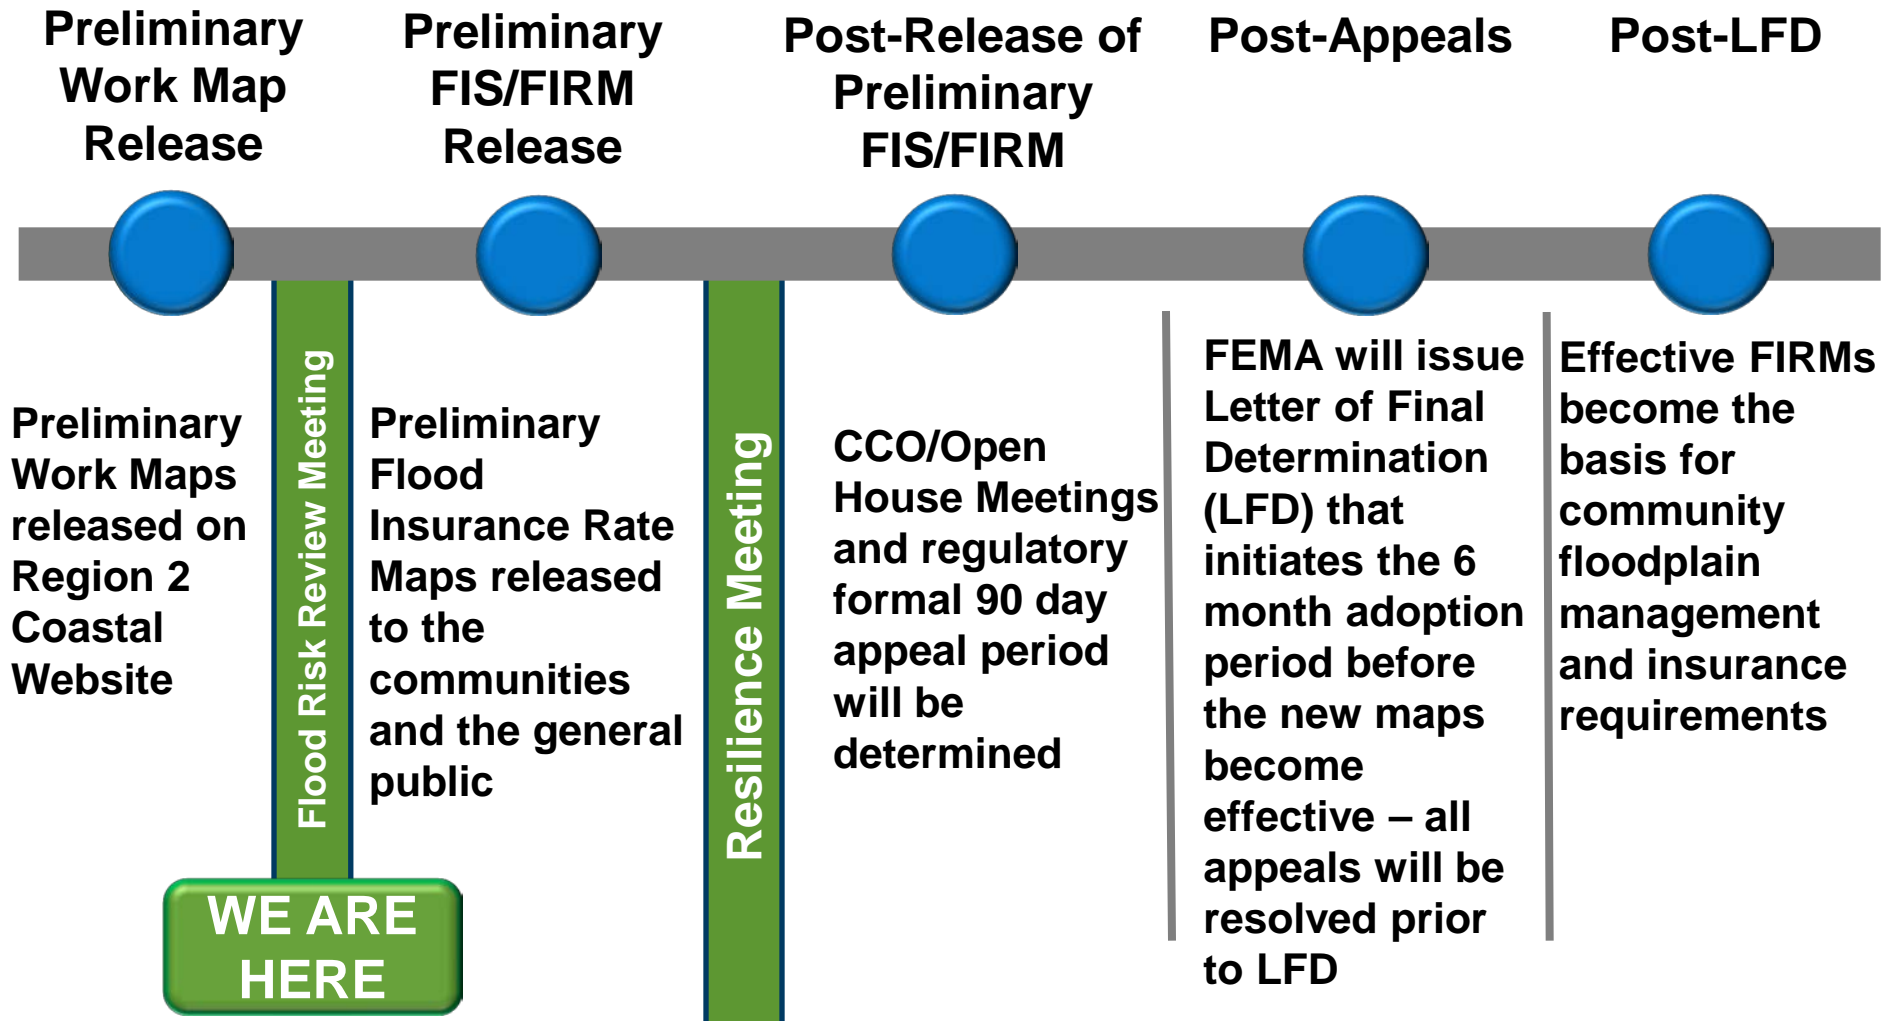 Preliminary
Work Map
Release
Preliminary
FIS/FIRM
Release
Post-Release of
Preliminary
FIS/FIRM
Post-Appeals
Post-LFD
Preliminary
Work Maps
released on
Region 2
Coastal
Website
Flood Risk Review Meeting
WE ARE
HERE
Preliminary
Flood
Insurance Rate
Maps released
to the
communities
and the general
public
Resilience Meeting
CCO/Open
House Meetings
and regulatory
formal 90 day
appeal period
will be
determined
FEMA will issue
Letter of Final
Determination
(LFD) that
initiates the 6
month adoption
period before
the new maps
become
effective – all
appeals will be
resolved prior
to LFD
Effective FIRMs
become the
basis for
community
floodplain
management
and insurance
requirements